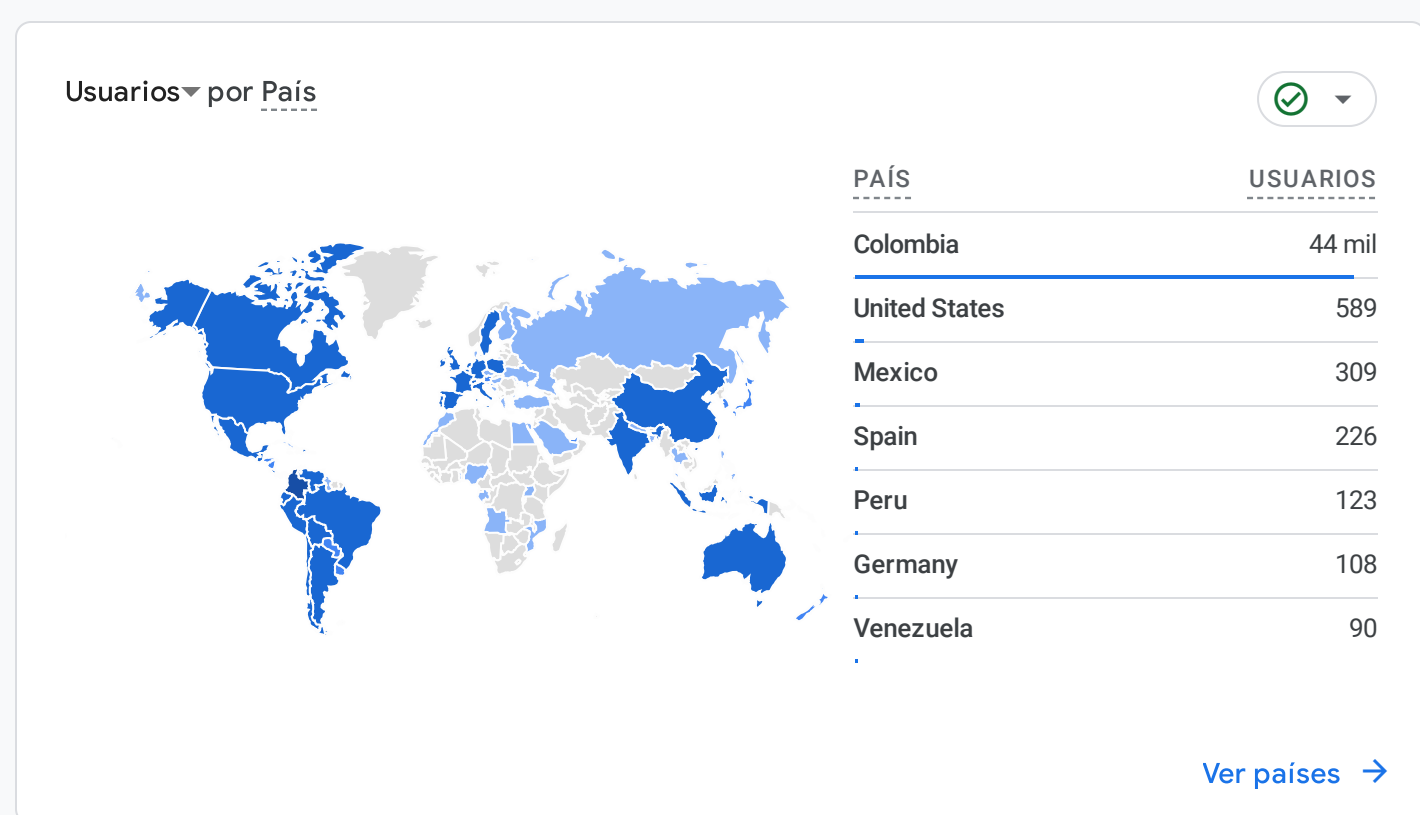 Usuarios por País
PAÍS USUARIOS
Colombia 44 mil
United States 589
Mexico 309
Spain 226
Peru 123
Germany 108
Venezuela 90
Ver países →